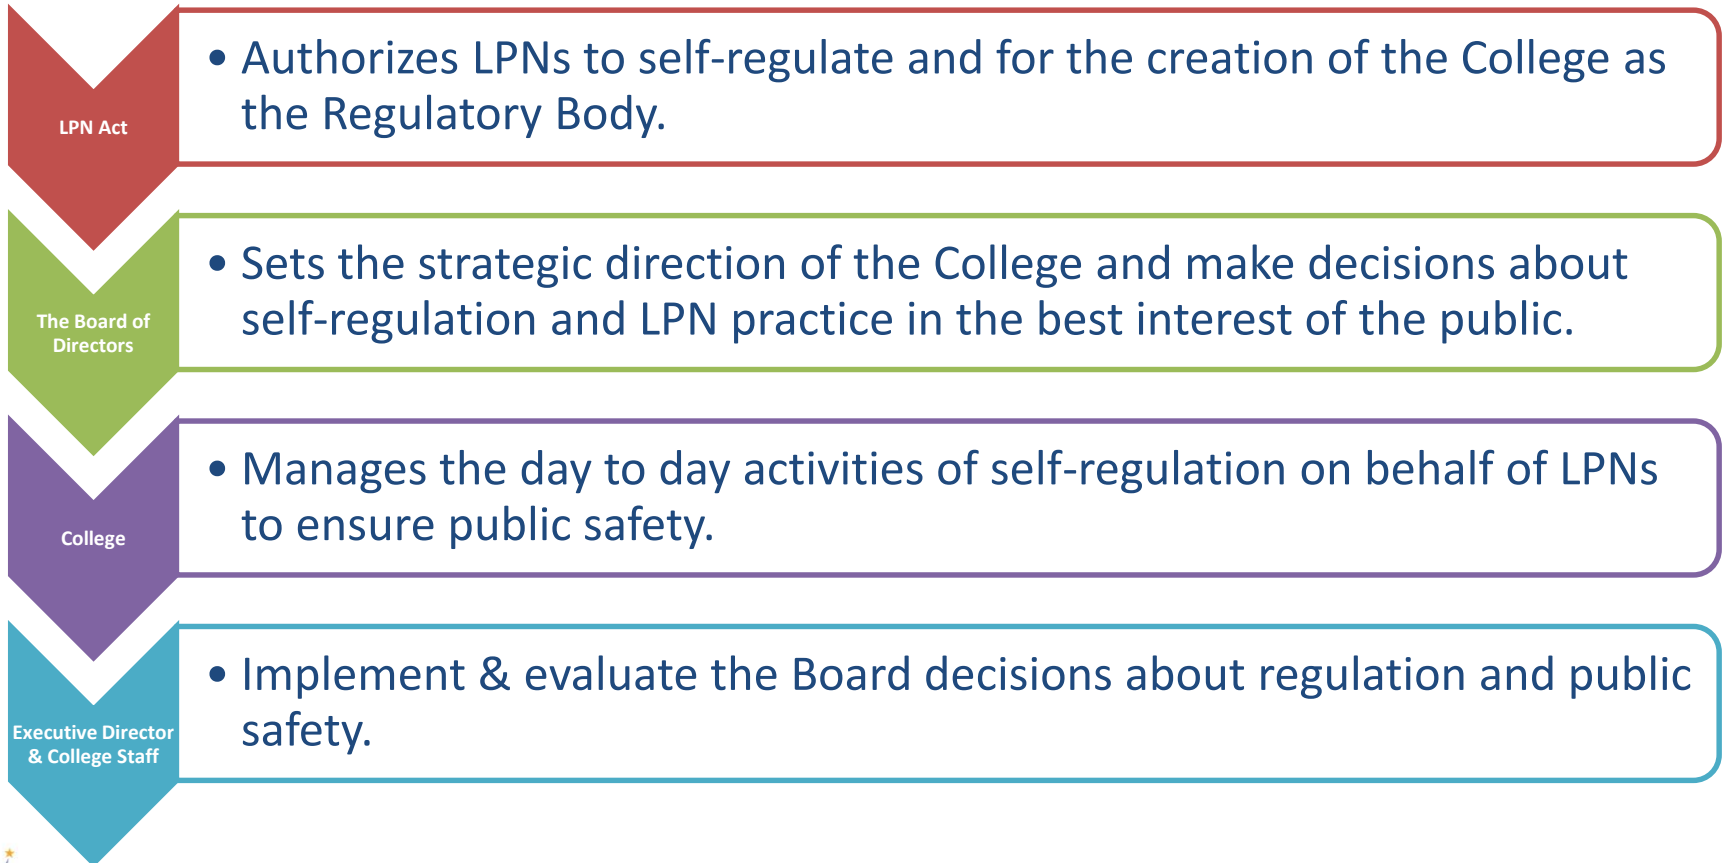 LPN Act
• Authorizes LPNs to self-regulate and for the creation of the College as
the Regulatory Body.
The Board of
Directors
• Sets the strategic direction of the College and make decisions about
self-regulation and LPN practice in the best interest of the public.
College
• Manages the day to day activities of self-regulation on behalf of LPNs
to ensure public safety.
Executive Director
& College Staff
• Implement & evaluate the Board decisions about regulation and public
safety.